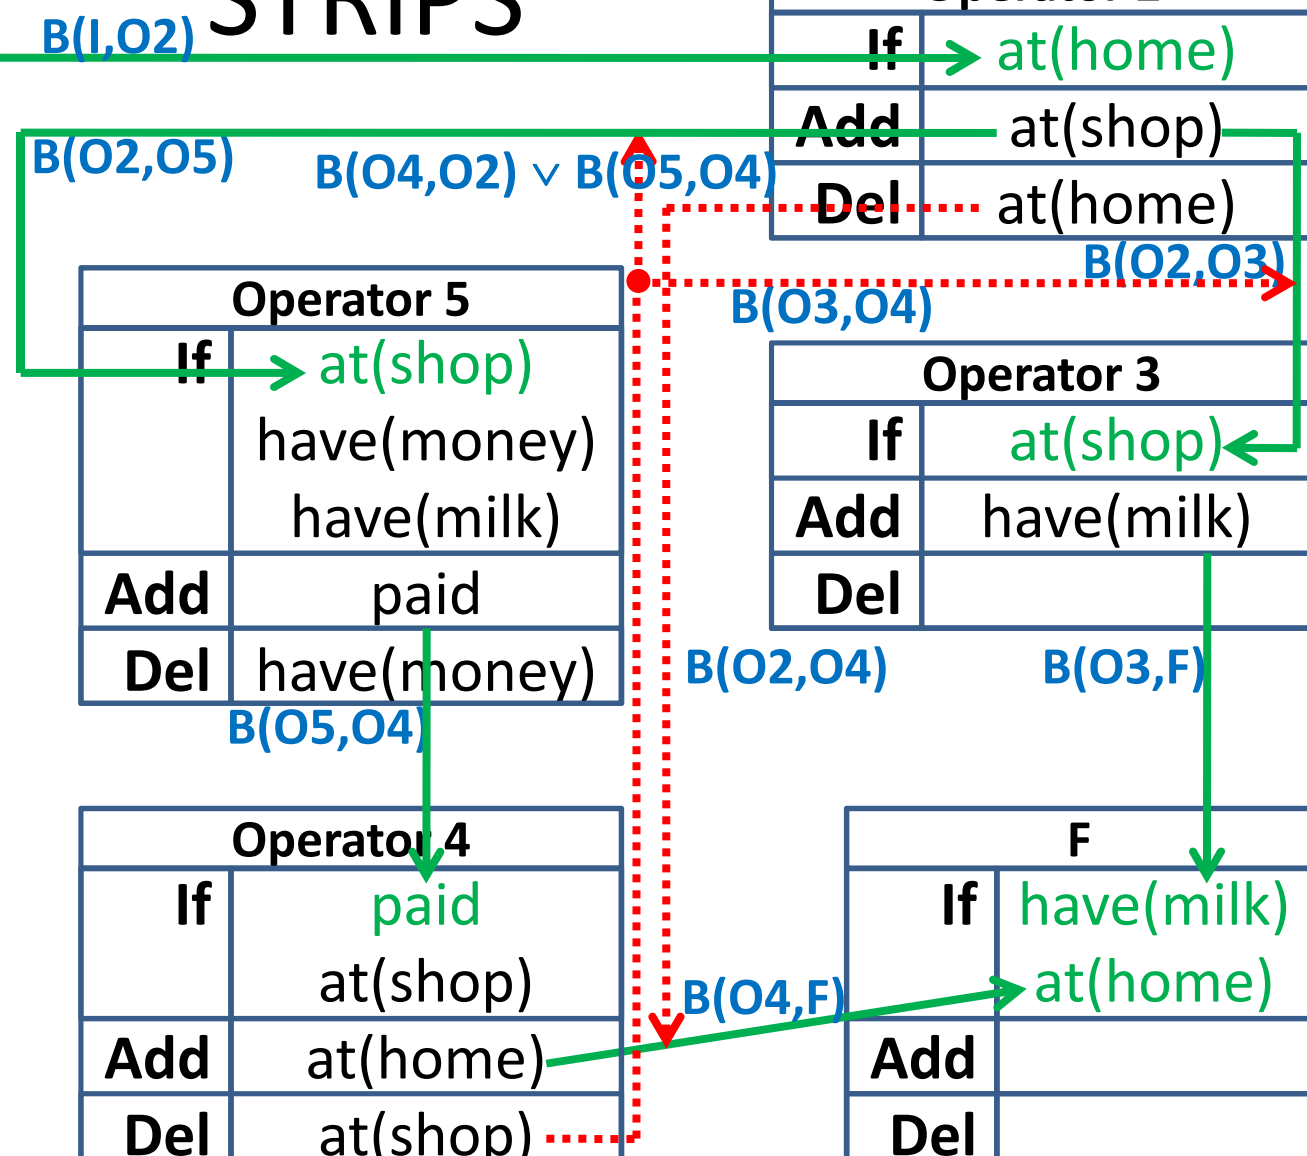 STRIPS
B(I,O2)
If at(home)
Add at(shop)
Del at(home)
B(O2,O5)
B(O4,O2) ∨ B(O5,O4)
B(O2,O3)
B(O3,O4)
Operator 5
If at(shop)
have(money)
have(milk)
Add paid
Del have(money)
Operator 3
If at(shop)
Add have(milk)
Del
B(O2,O4)
B(O3,F)
B(O5,O4)
Operator 4
If paid
at(shop)
Add at(home)
Del at(shop)
B(O4,F)
F
If have(milk)
at(home)
Add
Del